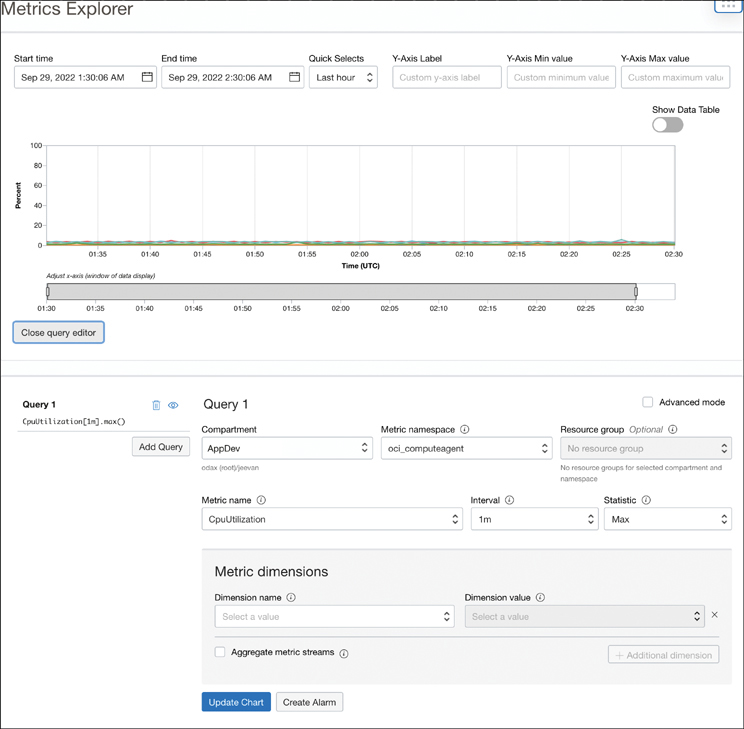 Metrics Explorer
Start time
End time
Quick Selects
Y-Axis Label
Y-Axis Min value
Y-Axis Max value
Sep 29, 2022 1:30:06 AM
Sep 29, 2022 2:30:06 AM
Last hour
Custom y-axis label
Custom minimum value
Custom maximum valu
Show Data Table
Percent
100
80
60
40
20
0
01:35
01:40
01:45
01:50
01:55
02:00
02:05
02:10
02:15
02:20
02:25
02:30
Time (UTC)
Adjust x-axis (window of data display)
01:30
01:35
01:40
01:45
01:50
01:55
02:00
02:05
02:10
02:15
02:20
02:25
02:30
Close query editor
Query 1
CpuUtilization[1m].max()
Add Query
Query 1
Advanced mode
Compartment
Metric namespace
Resource group Optional
AppDev
oci_computeagent
No resource group
odax (root)/jeevan
No resource groups for selected compartment and
namespace
Metric name
Interval
Statistic
CpuUtilization
1m
Max
Metric dimensions
Dimension name
Dimension value
Select a value
Select a value
Aggregate metric streams
+ Additional dimension
Update Chart
Create Alarm